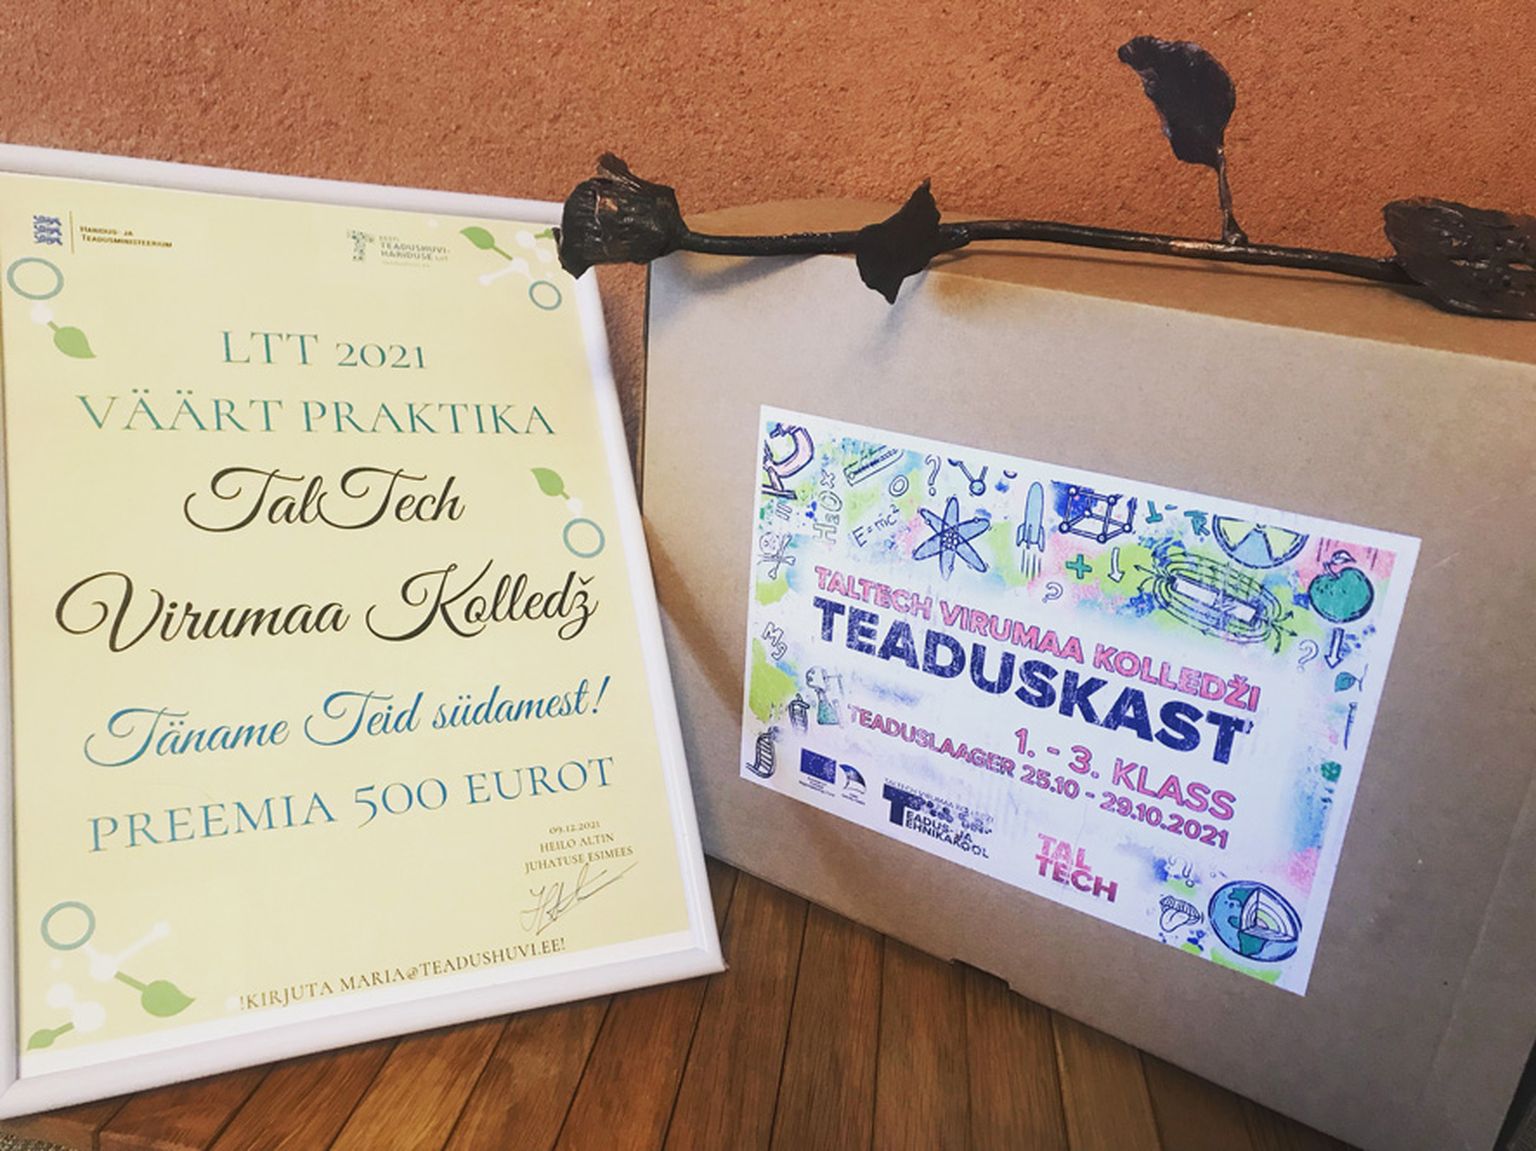 HARIDUS- JA
TEADUSMINISTEERIUM
EESTI
TEADUSHUVI-
HARIDUSE LIIT
LTT 2021
VÄÄRT PRAKTIKA
TalTech
Virumaa Kolledž
Täname Teid südamest!
PREEMIA 500 EUROT
09.12.2021
HEILO ALTIN
JUHATUSE ESIMEES
!KIRJUTA MARIA@TEADUSHUVI.EE!
H2O
E=mc²
Mg
TALTECH VIRUMAA KOLLEDŽI
TEADUSKAST
1. - 3. KLASS
TEADUSLAAGER 25.10 - 29.10.2021
TEADUS- JA
TEHNIKAKOOL
TAL
TECH